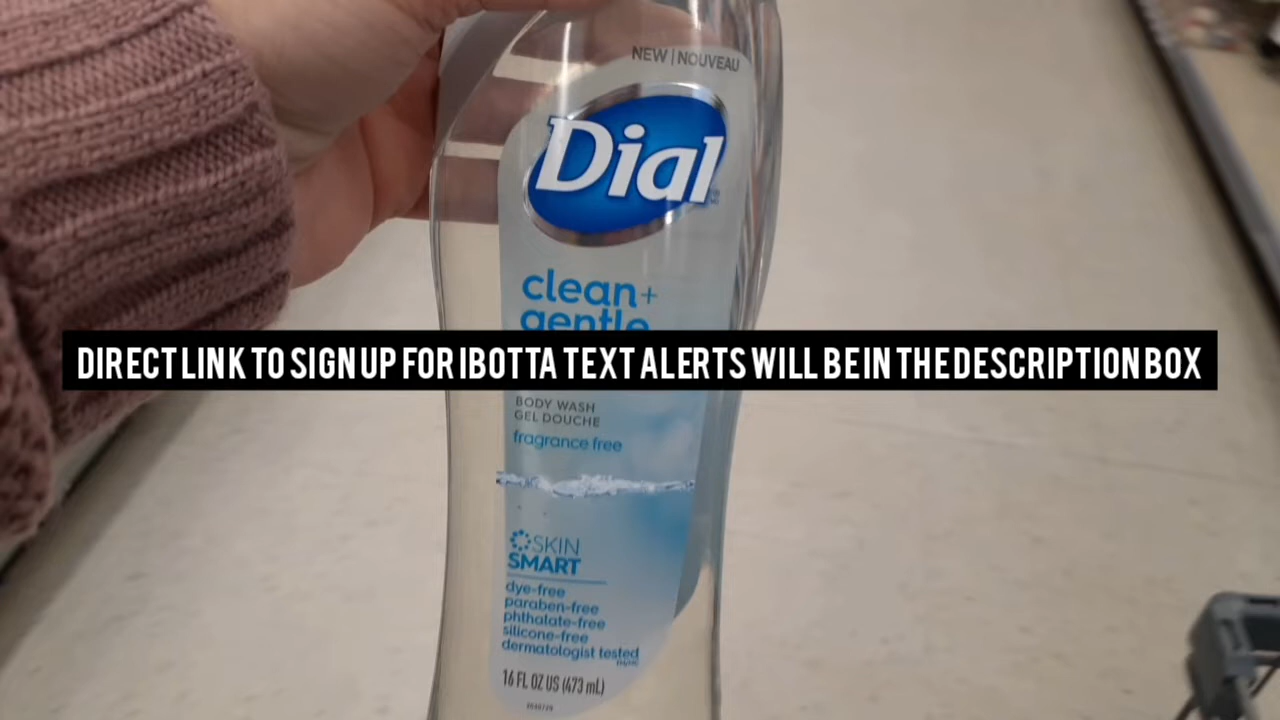 NEW | NOUVEAU
Dial
clean+
gentle
DIRECT LINK TO SIGN UP FOR IBOTTA TEXT ALERTS WILL BE IN THE DESCRIPTION BOX
BODY WASH
GEL DOUCHE
fragrance free
SKIN
SMART
dye-free
paraben-free
phthalate-free
silicone-free
dermatologist tested
16 FL OZ US (473 mL)